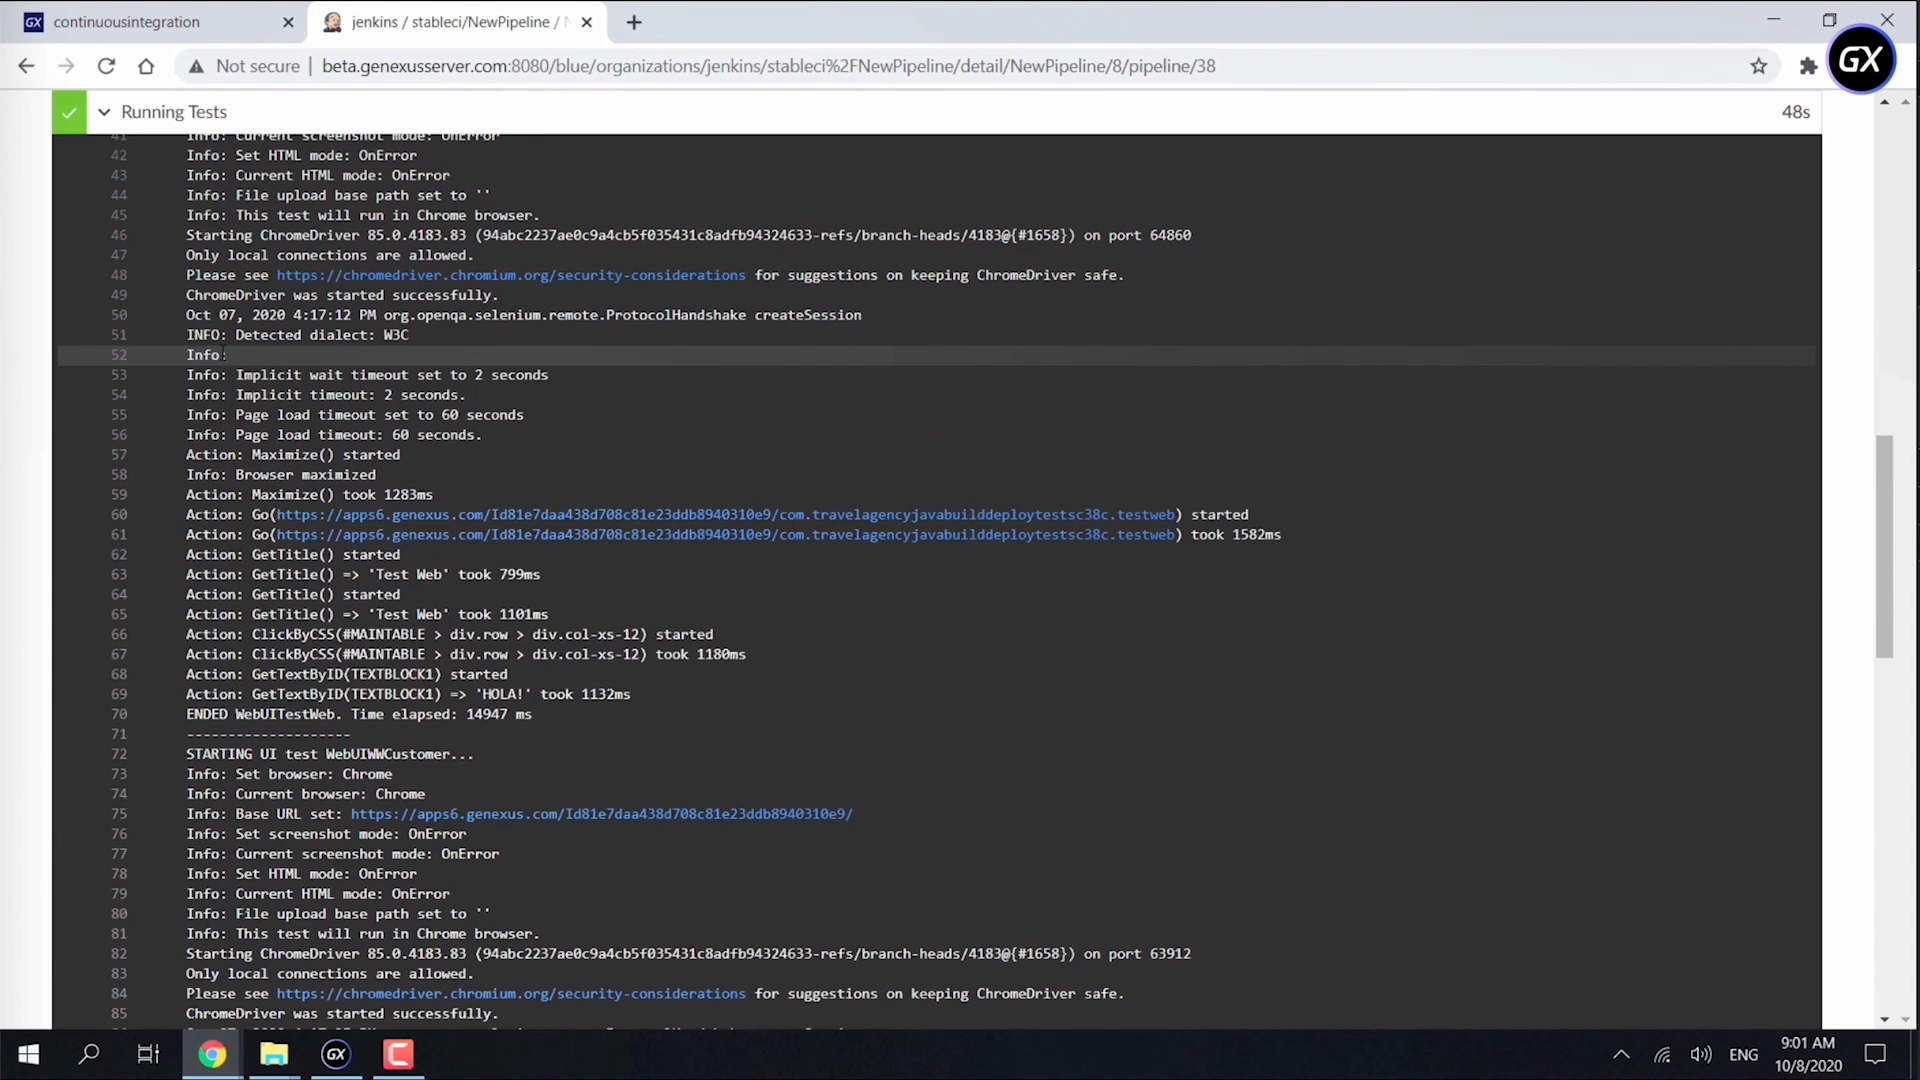 GX continuousintegration
jenkins / stableci/NewPipeline / N
Not secure | beta.genexusserver.com:8080/blue/organizations/jenkins/stableci%2FNewPipeline/detail/NewPipeline/8/pipeline/38
GX
Running Tests 48s
41 Info: Current screenshot mode: OnError
42 Info: Set HTML mode: OnError
43 Info: Current HTML mode: OnError
44 Info: File upload base path set to ''
45 Info: This test will run in Chrome browser.
46 Starting ChromeDriver 85.0.4183.83 (94abc2237ae0c9a4cb5f035431c8adfb94324633-refs/branch-heads/4183@{#1658}) on port 64860
47 Only local connections are allowed.
48 Please see https://chromedriver.chromium.org/security-considerations for suggestions on keeping ChromeDriver safe.
49 ChromeDriver was started successfully.
50 Oct 07, 2020 4:17:12 PM org.openqa.selenium.remote.ProtocolHandshake createSession
51 INFO: Detected dialect: W3C
52 Info:
53 Info: Implicit wait timeout set to 2 seconds
54 Info: Implicit timeout: 2 seconds.
55 Info: Page load timeout set to 60 seconds
56 Info: Page load timeout: 60 seconds.
57 Action: Maximize() started
58 Info: Browser maximized
59 Action: Maximize() took 1283ms
60 Action: Go(https://apps6.genexus.com/Id81e7daa438d708c81e23ddb8940310e9/com.travelagencyjavabuilddeploytestsc38c.testweb) started
61 Action: Go(https://apps6.genexus.com/Id81e7daa438d708c81e23ddb8940310e9/com.travelagencyjavabuilddeploytestsc38c.testweb) took 1582ms
62 Action: GetTitle() started
63 Action: GetTitle() => 'Test Web' took 799ms
64 Action: GetTitle() started
65 Action: GetTitle() => 'Test Web' took 1101ms
66 Action: ClickByCSS(#MAINTABLE > div.row > div.col-xs-12) started
67 Action: ClickByCSS(#MAINTABLE > div.row > div.col-xs-12) took 1180ms
68 Action: GetTextByID(TEXTBLOCK1) started
69 Action: GetTextByID(TEXTBLOCK1) => 'HOLA!' took 1132ms
70 ENDED WebUITestWeb. Time elapsed: 14947 ms
71 --------------------
72 STARTING UI test WebUIWWCustomer...
73 Info: Set browser: Chrome
74 Info: Current browser: Chrome
75 Info: Base URL set: https://apps6.genexus.com/Id81e7daa438d708c81e23ddb8940310e9/
76 Info: Set screenshot mode: OnError
77 Info: Current screenshot mode: OnError
78 Info: Set HTML mode: OnError
79 Info: Current HTML mode: OnError
80 Info: File upload base path set to ''
81 Info: This test will run in Chrome browser.
82 Starting ChromeDriver 85.0.4183.83 (94abc2237ae0c9a4cb5f035431c8adfb94324633-refs/branch-heads/4183@{#1658}) on port 63912
83 Only local connections are allowed.
84 Please see https://chromedriver.chromium.org/security-considerations for suggestions on keeping ChromeDriver safe.
85 ChromeDriver was started successfully.
GX
ENG
9:01 AM
10/8/2020